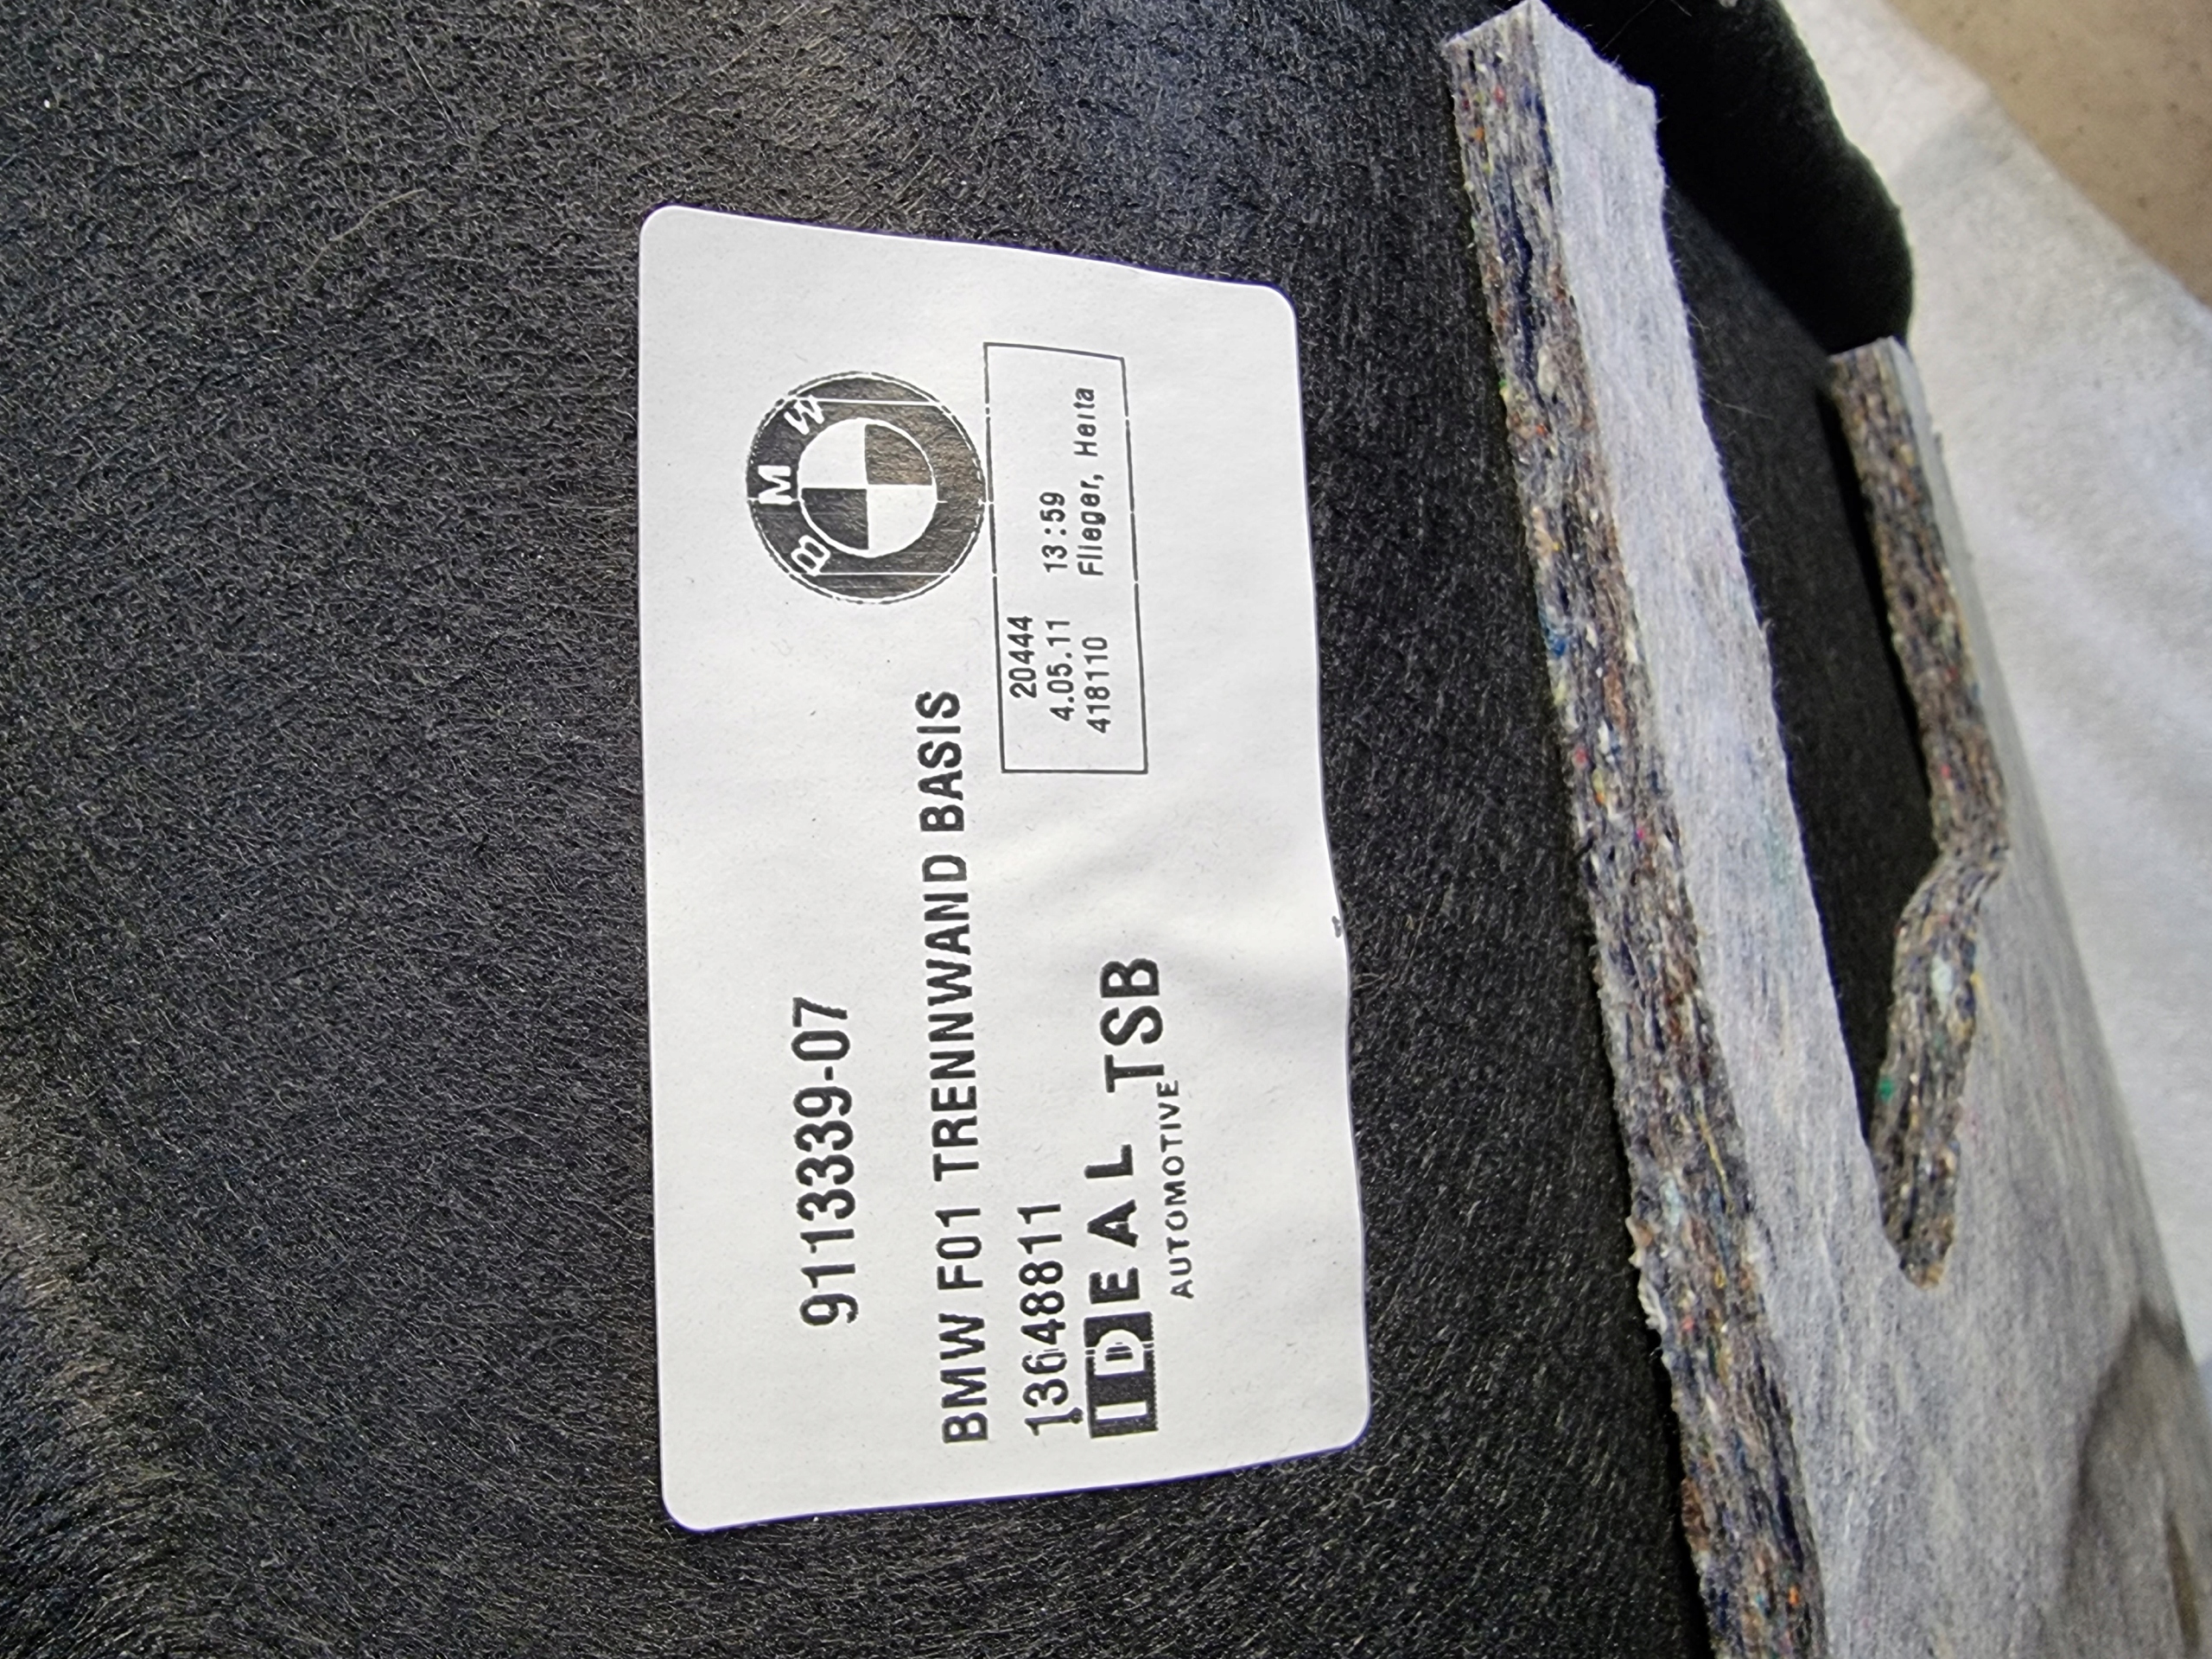 9113339-07
BMW
BMW F01 TRENNWAND BASIS
13648811
20444
4.05.11 13:59
418110 Flieger, Herta
IDEAL TSB
AUTOMOTIVE